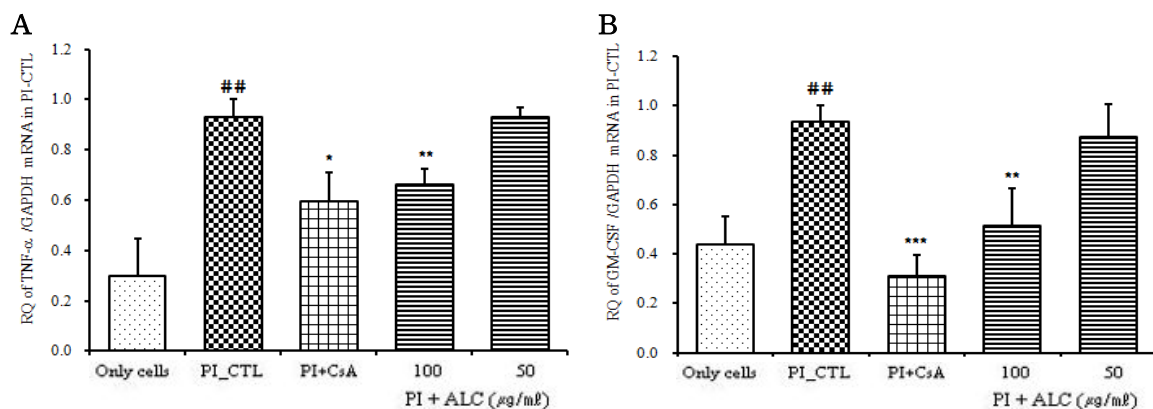 A
RQ of TNF-α /GAPDH mRNA in PI-CTL
1.2
1.0
0.8
0.6
0.4
0.2
0.0
##
*
**
Only cells PI_CTL PI+CsA 100 50
PI + ALC (㎍/㎖)
B
RQ of GM-CSF /GAPDH mRNA in PI-CTL
1.2
1.0
0.8
0.6
0.4
0.2
0.0
##
***
**
Only cells PI_CTL PI+CsA 100 50
PI + ALC (㎍/㎖)